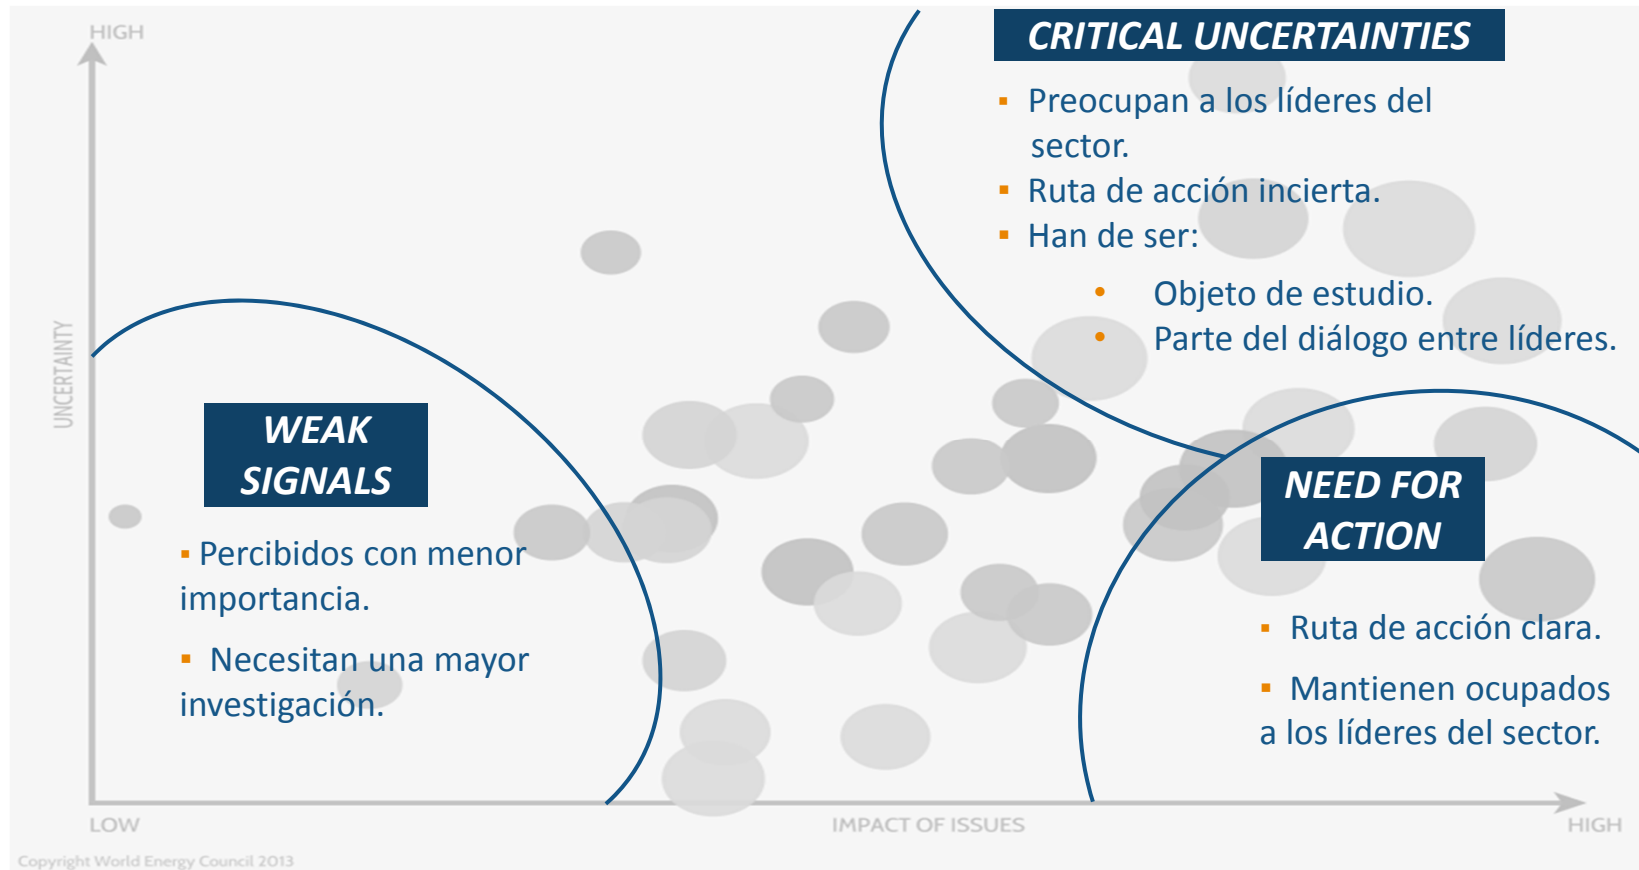 HIGH
CRITICAL UNCERTAINTIES
▪ Preocupan a los líderes del
sector.
▪ Ruta de acción incierta.
▪ Han de ser:
• Objeto de estudio.
• Parte del diálogo entre líderes.
UNCERTAINTY
WEAK
SIGNALS
▪ Percibidos con menor
importancia.
▪ Necesitan una mayor
investigación.
NEED FOR
ACTION
▪ Ruta de acción clara.
▪ Mantienen ocupados
a los líderes del sector.
LOW
IMPACT OF ISSUES
HIGH
Copyright World Energy Council 2013